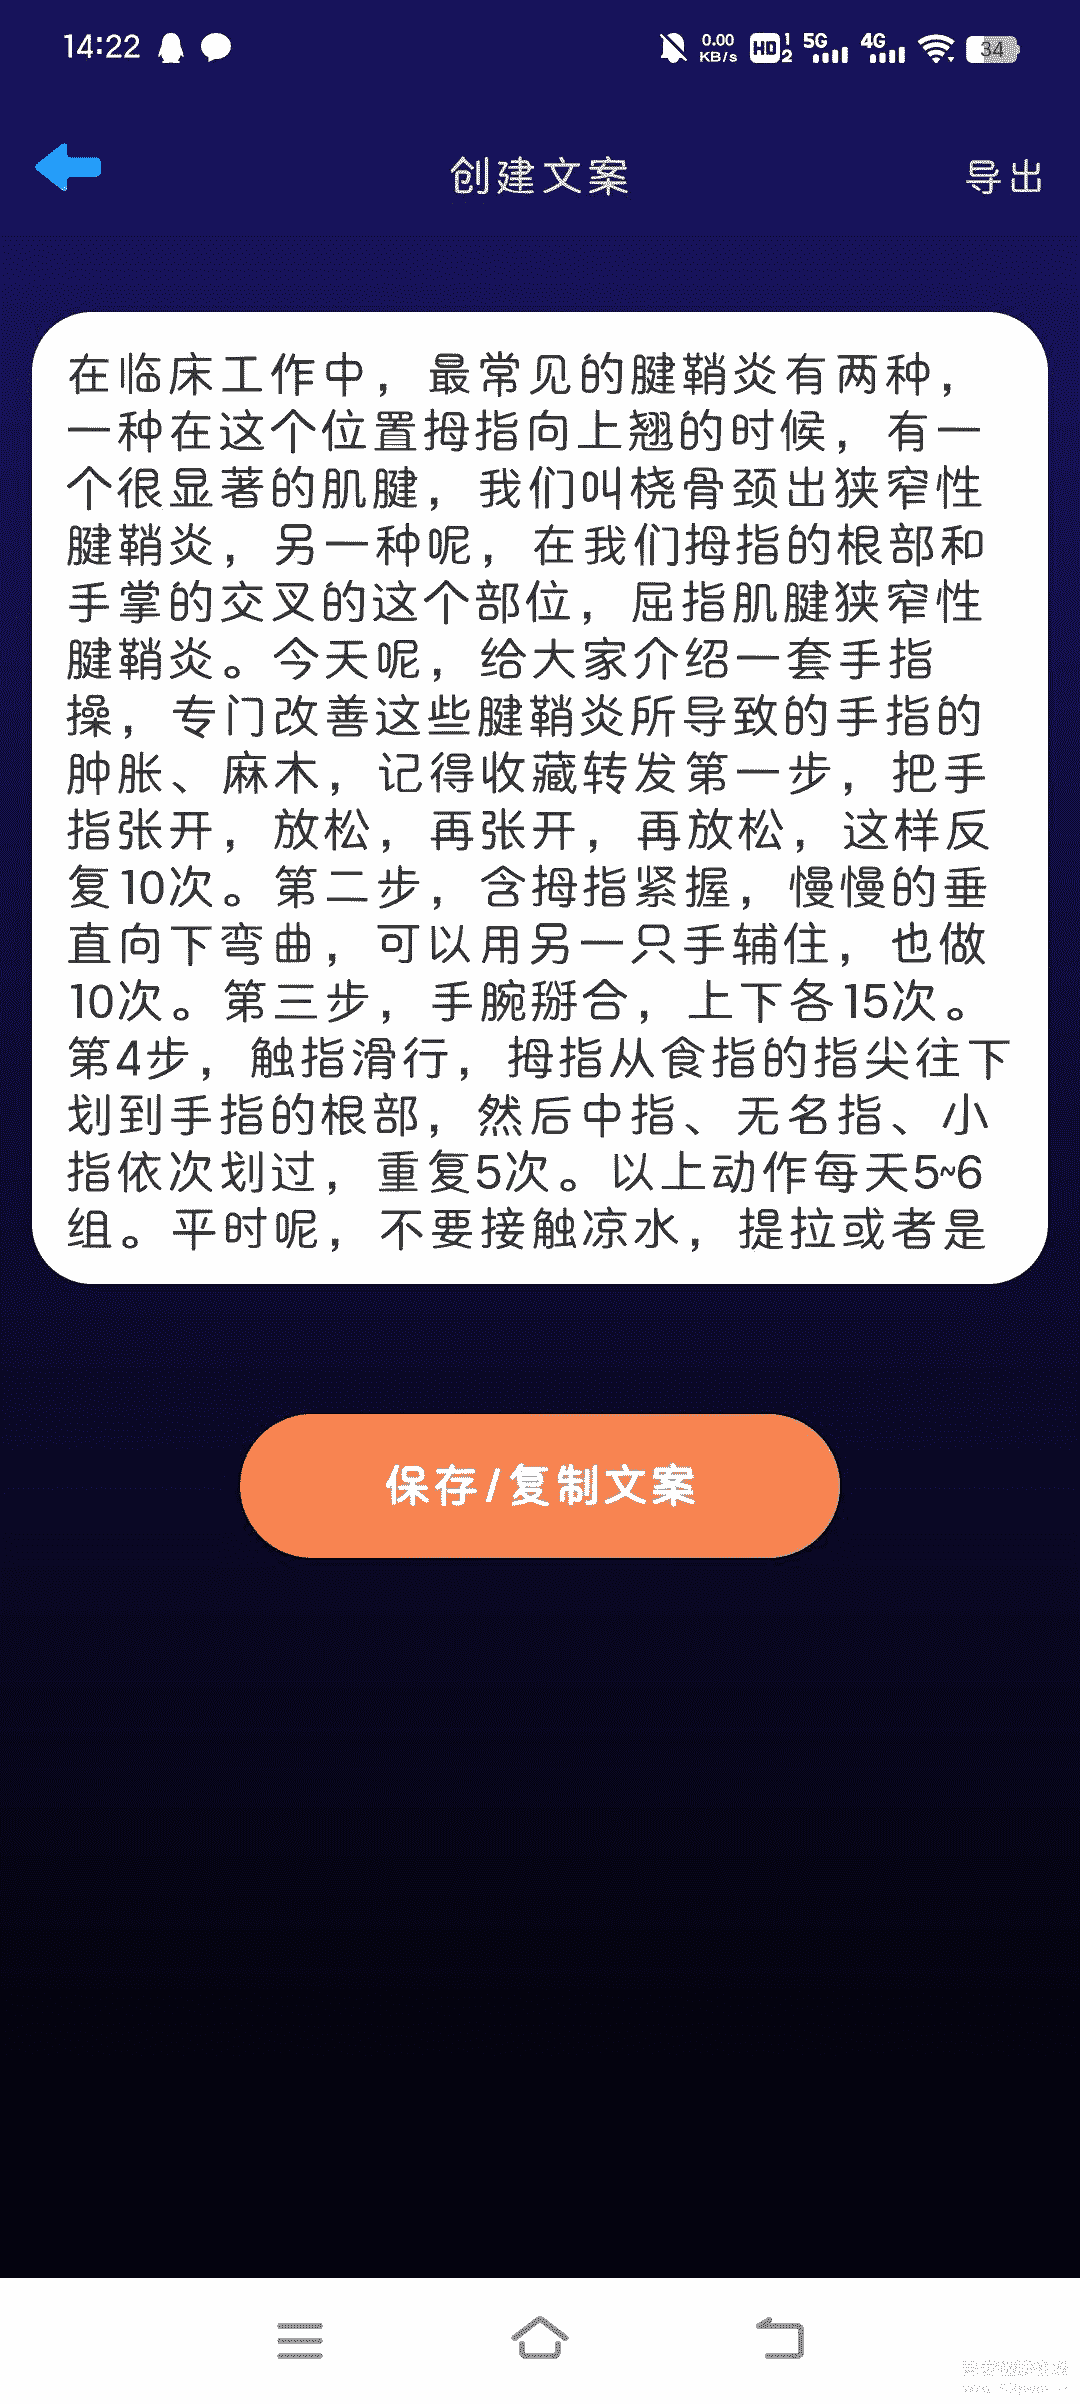 14:22
0.00 KB/s HD 1 2 5G 4G 34
创建文案
导出
在临床工作中，最常见的腱鞘炎有两种，
一种在这个位置拇指向上翘的时候，有一
个很显著的肌腱，我们叫桡骨颈出狭窄性
腱鞘炎，另一种呢，在我们拇指的根部和
手掌的交叉的这个部位，屈指肌腱狭窄性
腱鞘炎。今天呢，给大家介绍一套手指
操，专门改善这些腱鞘炎所导致的手指的
肿胀、麻木，记得收藏转发第一步，把手
指张开，放松，再张开，再放松，这样反
复10次。第二步，含拇指紧握，慢慢的垂
直向下弯曲，可以用另一只手辅住，也做
10次。第三步，手腕掰合，上下各15次。
第4步，触指滑行，拇指从食指的指尖往下
划到手指的根部，然后中指、无名指、小
指依次划过，重复5次。以上动作每天5~6
组。平时呢，不要接触凉水，提拉或者是
保存/复制文案